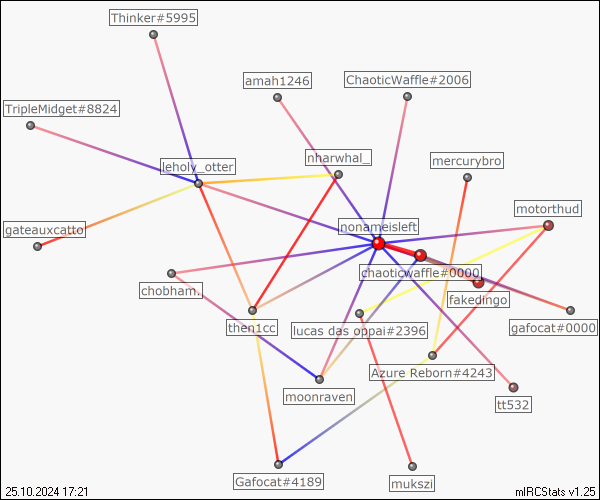 Thinker#5995
amah1246
ChaoticWaffle#2006
TripleMidget#8824
leholy_otter
nharwhal_
mercurybro
gateauxcatto
nonameisleft
motorthud
chaoticwaffle#0000
chobham.
fakedingo
then1cc
lucas das oppai#2396
gafocat#0000
Azure Reborn#4243
moonraven
tt532
Gafocat#4189
mukszi
25.10.2024 17:21
mIRCStats v1.25